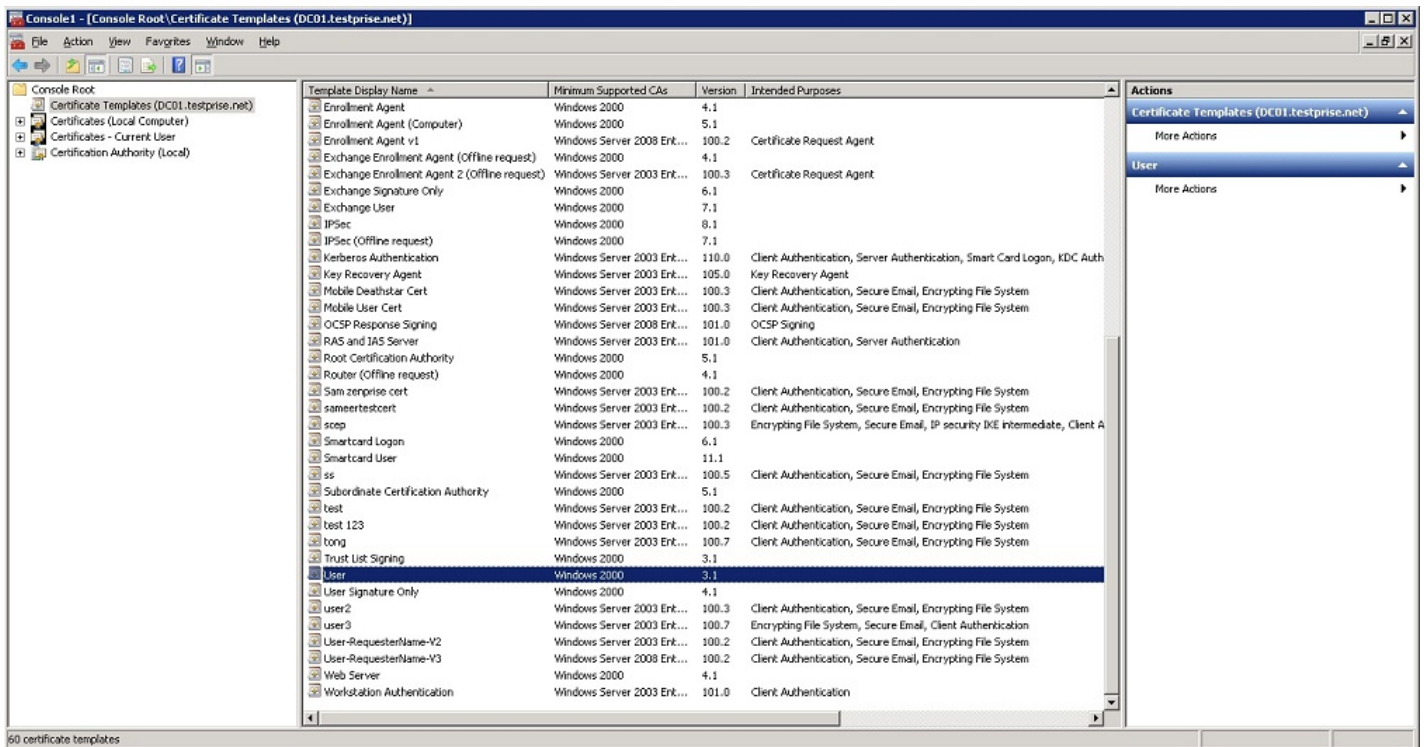 Console1 - [Console Root\Certificate Templates (DC01.testprise.net)]
File Action View Favorites Window Help
Console Root
Certificate Templates (DC01.testprise.net)
Certificates (Local Computer)
Certificates - Current User
Certification Authority (Local)
Template Display Name Minimum Supported CAs Version Intended Purposes
Enrollment Agent Windows 2000 4.1
Enrollment Agent (Computer) Windows 2000 5.1
Enrollment Agent v1 Windows Server 2008 Ent... 100.2 Certificate Request Agent
Exchange Enrollment Agent (Offline request) Windows 2000 4.1
Exchange Enrollment Agent 2 (Offline request) Windows Server 2003 Ent... 100.3 Certificate Request Agent
Exchange Signature Only Windows 2000 6.1
Exchange User Windows 2000 7.1
IPSec Windows 2000 8.1
IPSec (Offline request) Windows 2000 7.1
Kerberos Authentication Windows Server 2003 Ent... 110.0 Client Authentication, Server Authentication, Smart Card Logon, KDC Auth
Key Recovery Agent Windows Server 2003 Ent... 105.0 Key Recovery Agent
Mobile Deathstar Cert Windows Server 2003 Ent... 100.3 Client Authentication, Secure Email, Encrypting File System
Mobile User Cert Windows Server 2003 Ent... 100.3 Client Authentication, Secure Email, Encrypting File System
OCSP Response Signing Windows Server 2008 Ent... 101.0 OCSP Signing
RAS and IAS Server Windows Server 2003 Ent... 101.0 Client Authentication, Server Authentication
Root Certification Authority Windows 2000 5.1
Router (Offline request) Windows 2000 4.1
Sam zenprise cert Windows Server 2003 Ent... 100.2 Client Authentication, Secure Email, Encrypting File System
sameertestcert Windows Server 2003 Ent... 100.2 Client Authentication, Secure Email, Encrypting File System
scep Windows Server 2003 Ent... 100.3 Encrypting File System, Secure Email, IP security IKE intermediate, Client A
Smartcard Logon Windows 2000 6.1
Smartcard User Windows 2000 11.1
ss Windows Server 2003 Ent... 100.5 Client Authentication, Secure Email, Encrypting File System
Subordinate Certification Authority Windows 2000 5.1
test Windows Server 2003 Ent... 100.2 Client Authentication, Secure Email, Encrypting File System
test 123 Windows Server 2003 Ent... 100.2 Client Authentication, Secure Email, Encrypting File System
tong Windows Server 2003 Ent... 100.7 Client Authentication, Secure Email, Encrypting File System
Trust List Signing Windows 2000 3.1
User Windows 2000 3.1
User Signature Only Windows 2000 4.1
user2 Windows Server 2003 Ent... 100.3 Client Authentication, Secure Email, Encrypting File System
user3 Windows Server 2003 Ent... 100.7 Encrypting File System, Secure Email, Client Authentication
User-RequesterName-V2 Windows Server 2003 Ent... 100.2 Client Authentication, Secure Email, Encrypting File System
User-RequesterName-V3 Windows Server 2008 Ent... 100.2 Client Authentication, Secure Email, Encrypting File System
Web Server Windows 2000 4.1
Workstation Authentication Windows Server 2003 Ent... 101.0 Client Authentication
Actions
Certificate Templates (DC01.testprise.net)
More Actions
User
More Actions
60 certificate templates